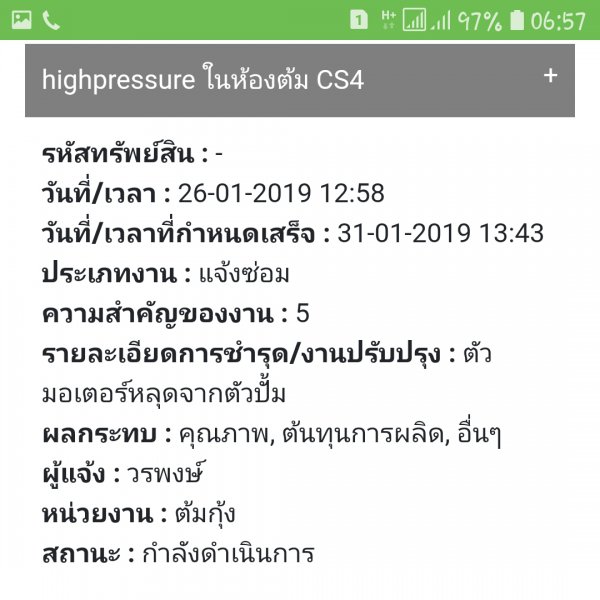 1 H+ 97% 06:57
highpressure ในห้องต้ม CS4 +
รหัสทรัพย์สิน : -
วันที่/เวลา : 26-01-2019 12:58
วันที่/เวลาที่กำหนดเสร็จ : 31-01-2019 13:43
ประเภทงาน : แจ้งซ่อม
ความสำคัญของงาน : 5
รายละเอียดการชำรุด/งานปรับปรุง : ตัว
มอเตอร์หลุดจากตัวปั้ม
ผลกระทบ : คุณภาพ, ต้นทุนการผลิต, อื่นๆ
ผู้แจ้ง : วรพงษ์
หน่วยงาน : ต้มกุ้ง
สถานะ : กำลังดำเนินการ